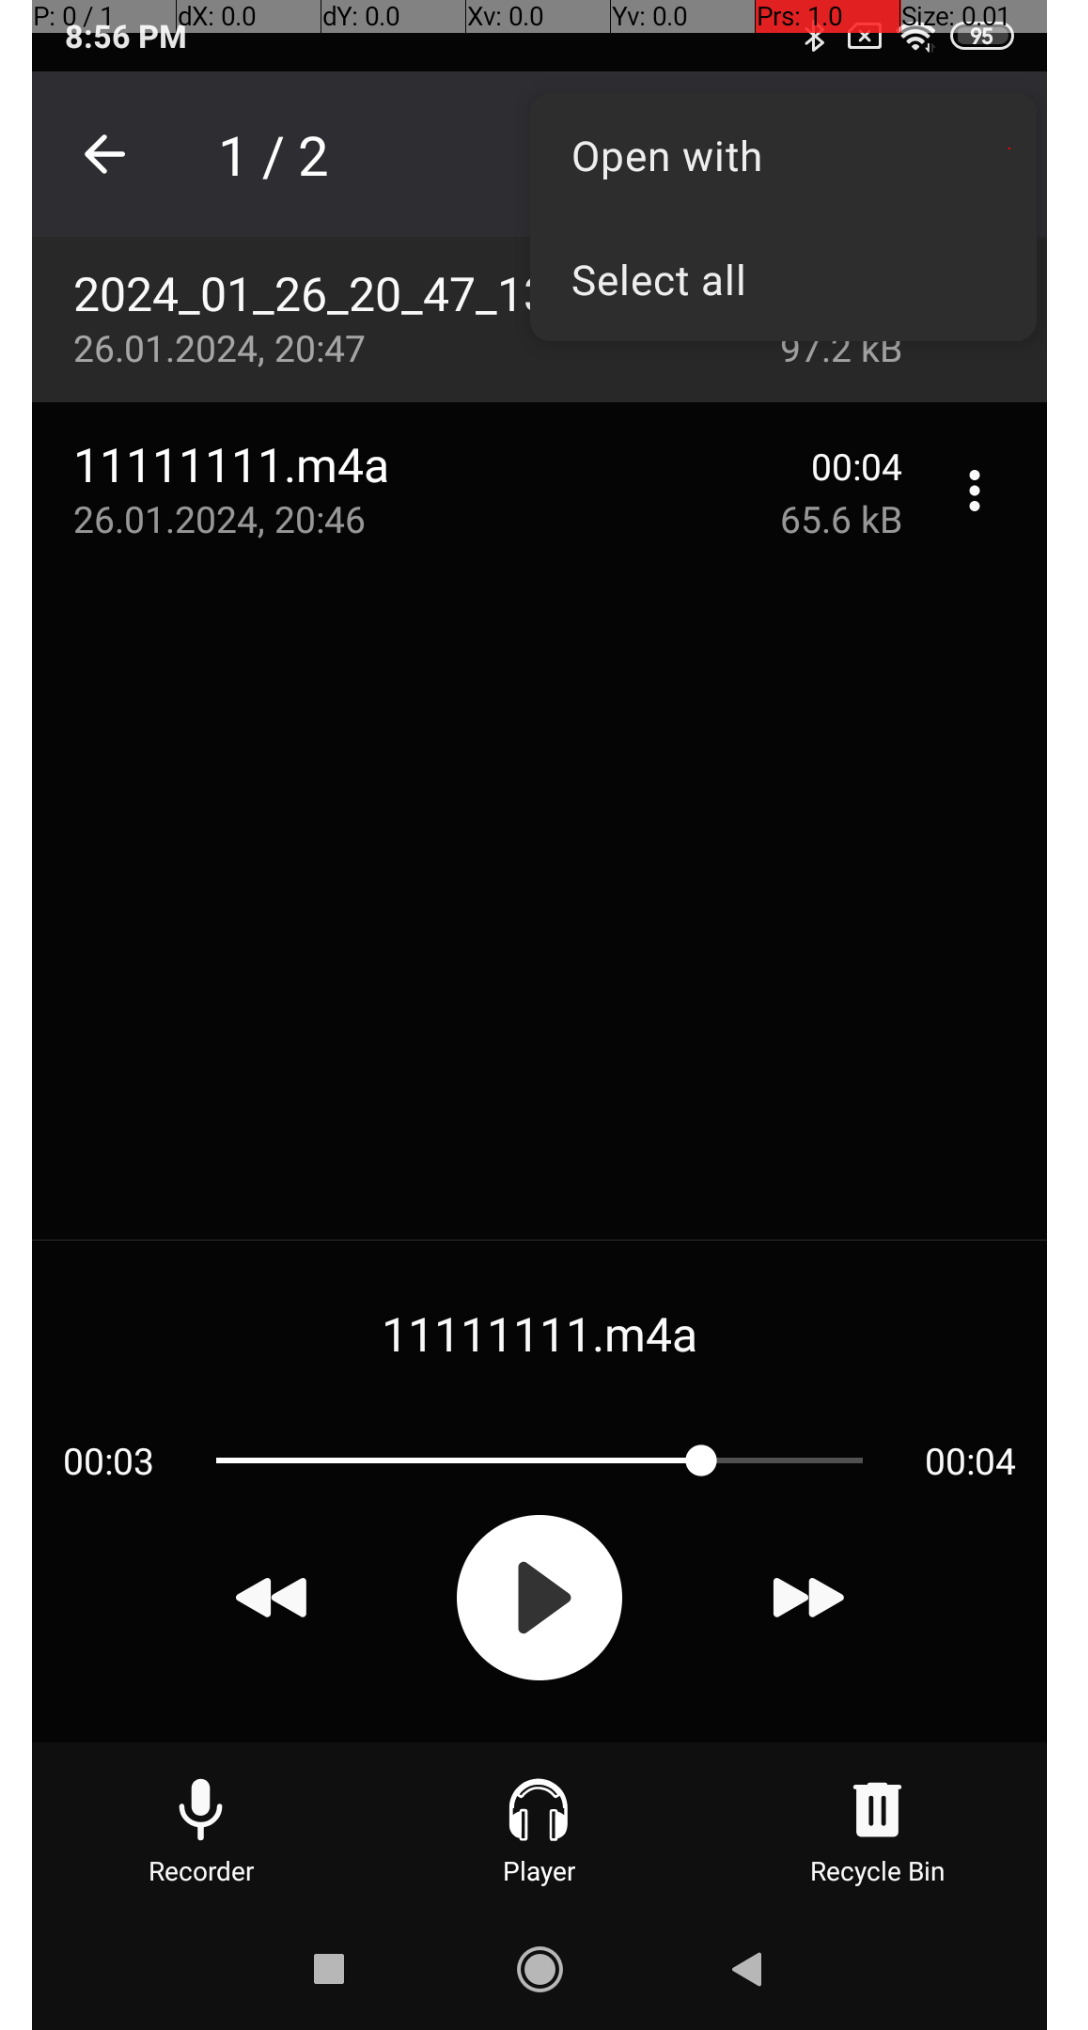 P: 0 / 1 dX: 0.0 dY: 0.0 Xv: 0.0 Yv: 0.0 Prs: 1.0 Size: 0.01
8:56 PM 95
1 / 2
Open with
Select all
2024_01_26_20_47_1
26.01.2024, 20:47 97.2 kB
11111111.m4a 00:04
26.01.2024, 20:46 65.6 kB
11111111.m4a
00:03 00:04
Recorder Player Recycle Bin